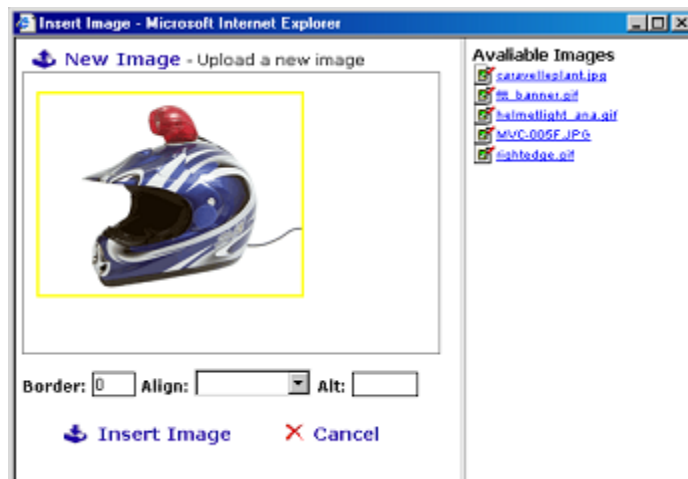 Insert Image - Microsoft Internet Explorer
New Image - Upload a new image
Avaliable Images
caravelleplant.jpg
banner.gif
helmetlight_ana.gif
MVC-005F.JPG
rightedge.gif
Border: 0 Align: Alt:
Insert Image Cancel